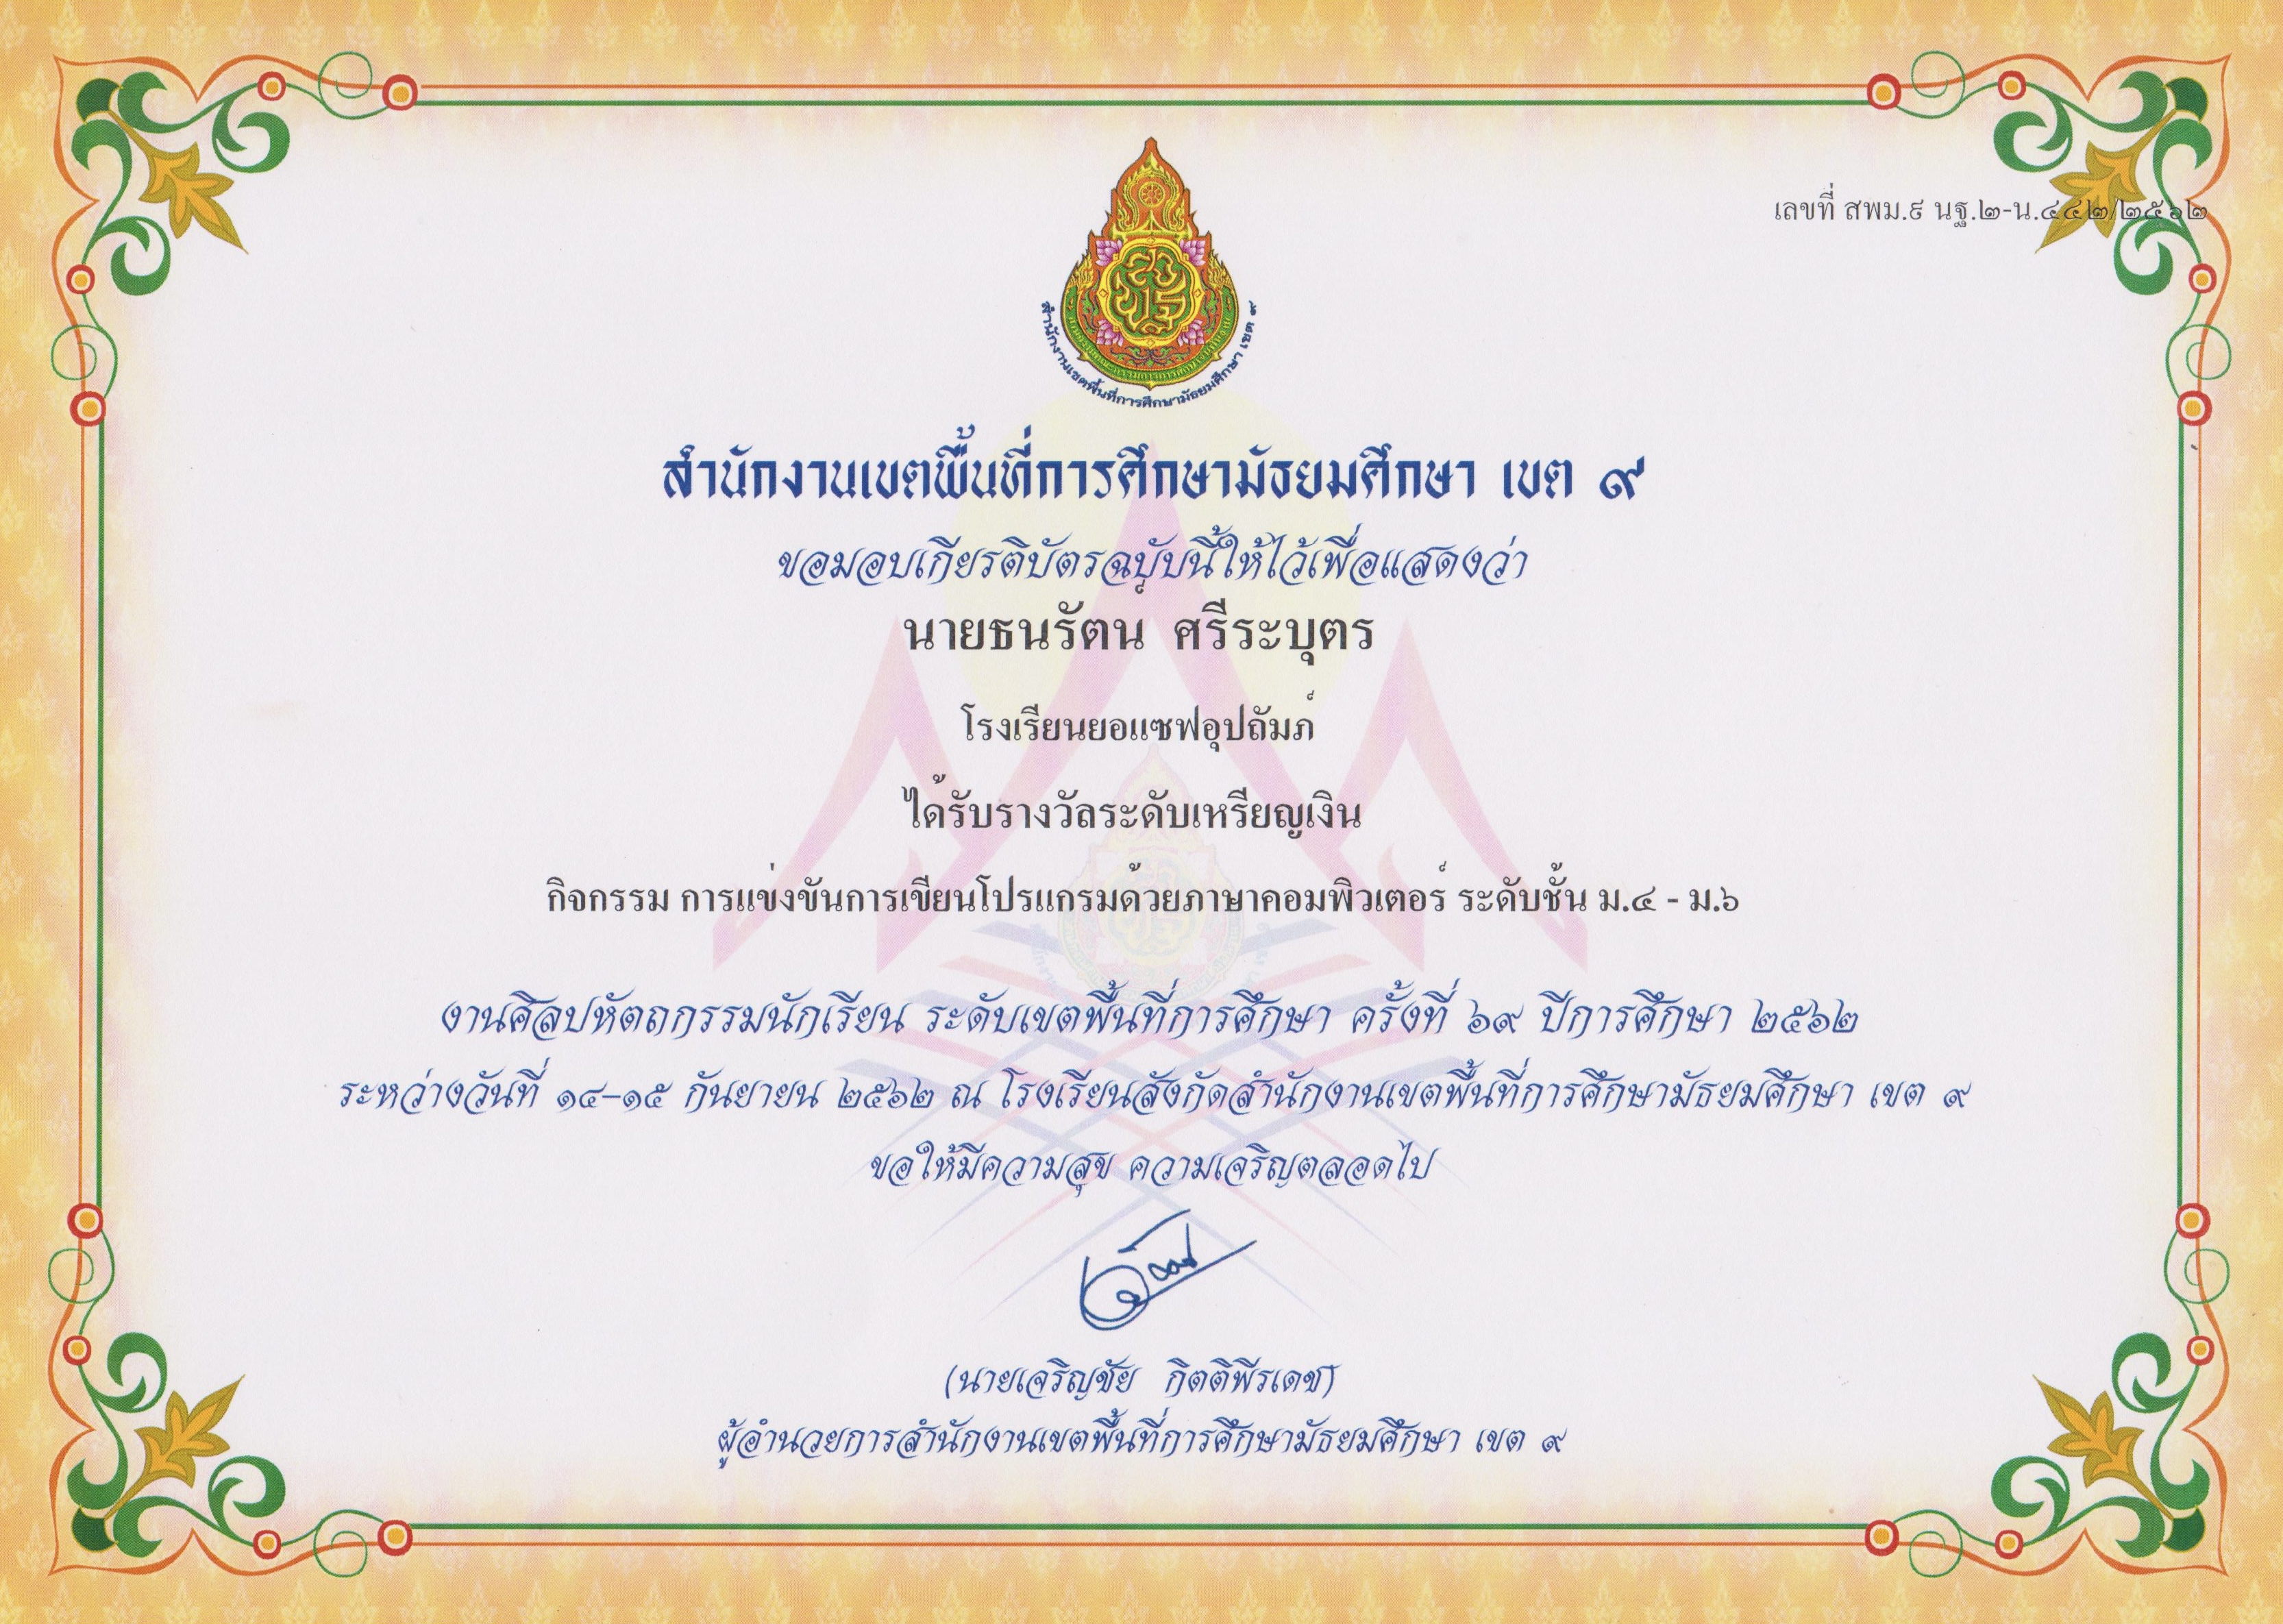 เลขที่ สพม.๙ นฐ.๒-น.๔๔๒/๒๕๖๒
สำนักงานเขตพื้นที่การศึกษามัธยมศึกษา เขต ๙
สำนักงานเขตพื้นที่การศึกษามัธยมศึกษา เขต ๙
ขอมอบเกียรติบัตรฉบับนี้ให้ไว้เพื่อแสดงว่า
นายธนรัตน์ ศรีระบุตร
โรงเรียนยอแซฟอุปถัมภ์
ได้รับรางวัลระดับเหรียญเงิน
กิจกรรม การแข่งขันการเขียนโปรแกรมด้วยภาษาคอมพิวเตอร์ ระดับชั้น ม.๔ - ม.๖
งานศิลปหัตถกรรมนักเรียน ระดับเขตพื้นที่การศึกษา ครั้งที่ ๖๙ ปีการศึกษา ๒๕๖๒
ระหว่างวันที่ ๑๔–๑๕ กันยายน ๒๕๖๒ ณ โรงเรียนสังกัดสำนักงานเขตพื้นที่การศึกษามัธยมศึกษา เขต ๙
ขอให้มีความสุข ความเจริญตลอดไป
(นายเจริญชัย กิตติพีรเดช)
ผู้อำนวยการสำนักงานเขตพื้นที่การศึกษามัธยมศึกษา เขต ๙